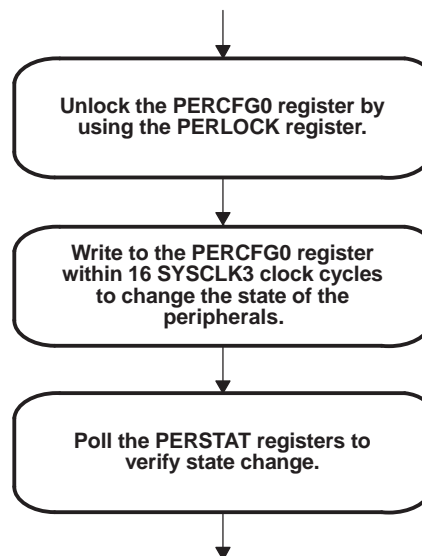 Unlock the PERCFG0 register by
using the PERLOCK register.
Write to the PERCFG0 register
within 16 SYSCLK3 clock cycles
to change the state of the
peripherals.
Poll the PERSTAT registers to
verify state change.